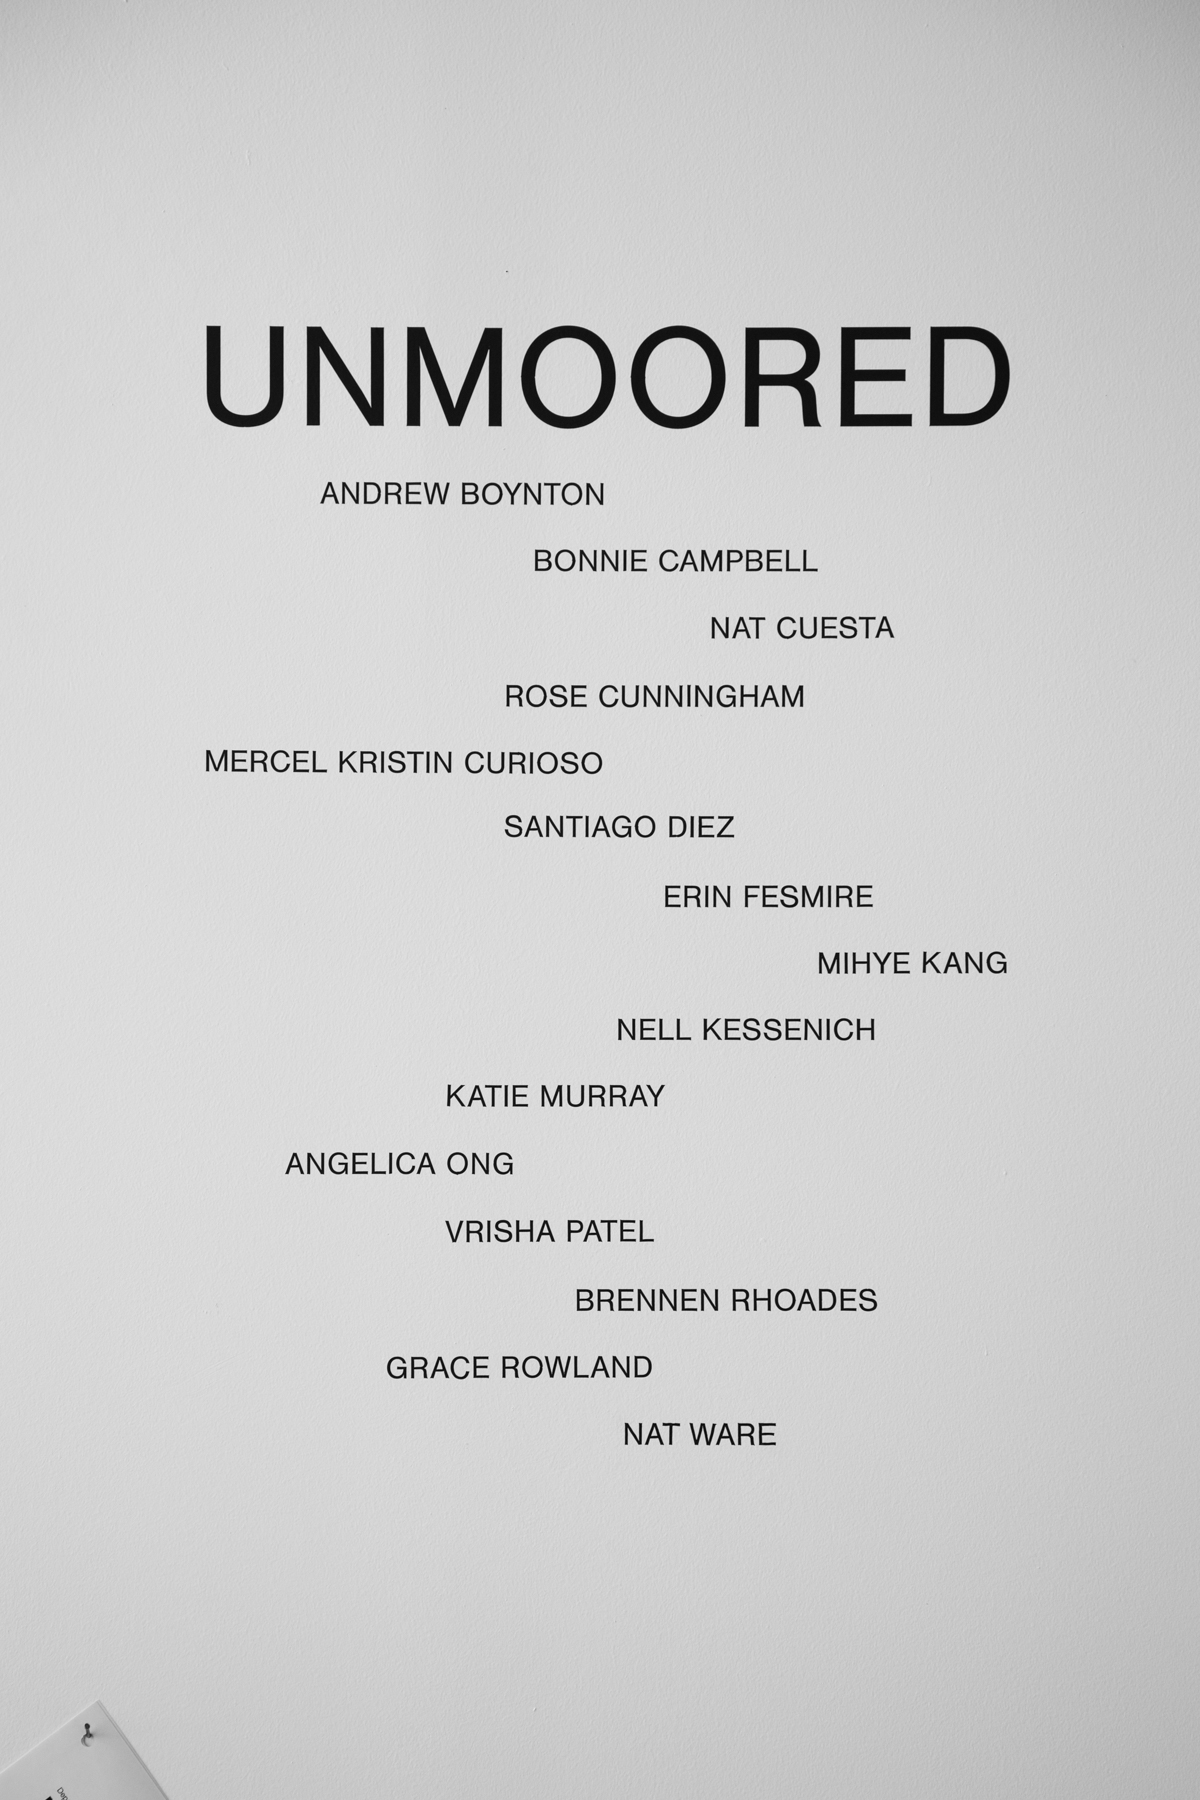 UNMOORED
ANDREW BOYNTON
BONNIE CAMPBELL
NAT CUESTA
ROSE CUNNINGHAM
MERCEL KRISTIN CURIOSO
SANTIAGO DIEZ
ERIN FESMIRE
MIHYE KANG
NELL KESSENICH
KATIE MURRAY
ANGELICA ONG
VRISHA PATEL
BRENNEN RHOADES
GRACE ROWLAND
NAT WARE